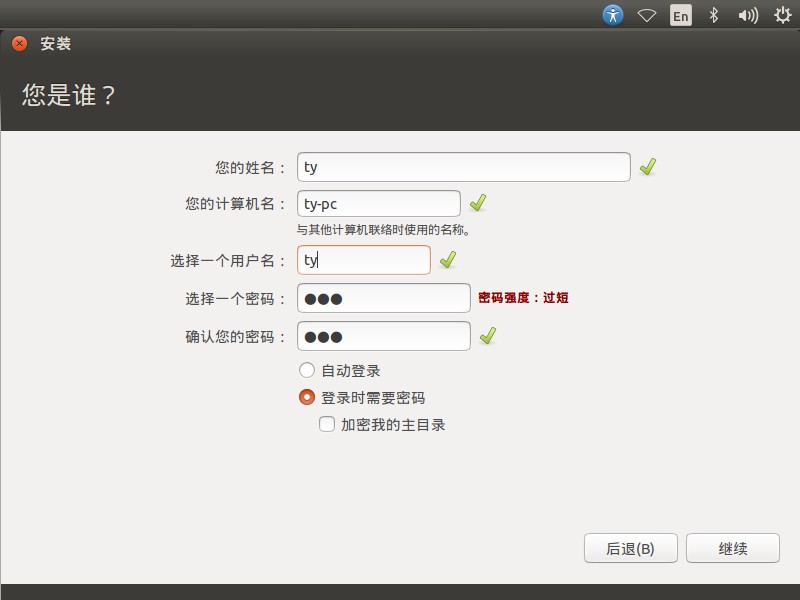 En
安装
您是谁？
您的姓名： ty
您的计算机名： ty-pc
与其他计算机联络时使用的名称。
选择一个用户名： ty
选择一个密码： ●●● 密码强度：过短
确认您的密码： ●●●
自动登录
登录时需要密码
加密我的主目录
后退(B) 继续